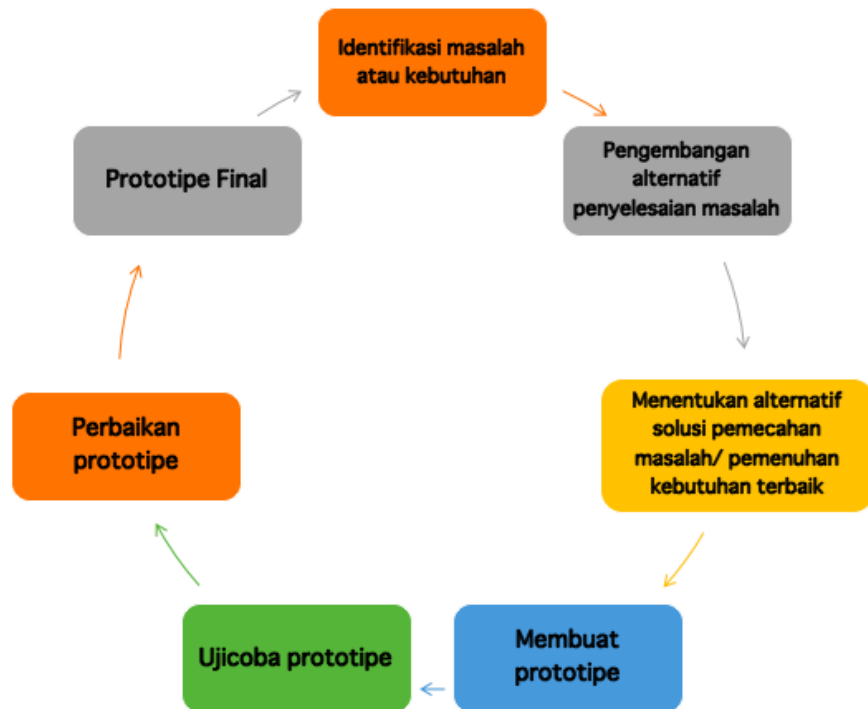 Identifikasi masalah
atau kebutuhan
Pengembangan
alternatif
penyelesaian masalah
Menentukan alternatif
solusi pemecahan
masalah/ pemenuhan
kebutuhan terbaik
Membuat
prototipe
Ujicoba prototipe
Perbaikan
prototipe
Prototipe Final